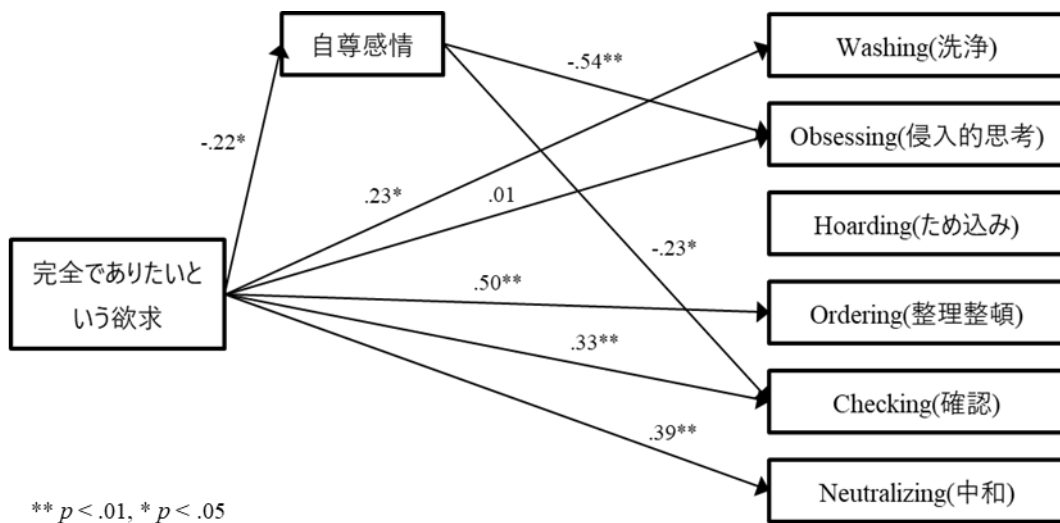 自尊感情
Washing(洗浄)
-.54**
Obsessing(侵入的思考)
-.22*
.23*
.01
Hoarding(ため込み)
-.23*
完全でありたいと
いう欲求
.50**
Ordering(整理整頓)
.33**
Checking(確認)
.39**
Neutralizing(中和)
** p < .01, * p < .05